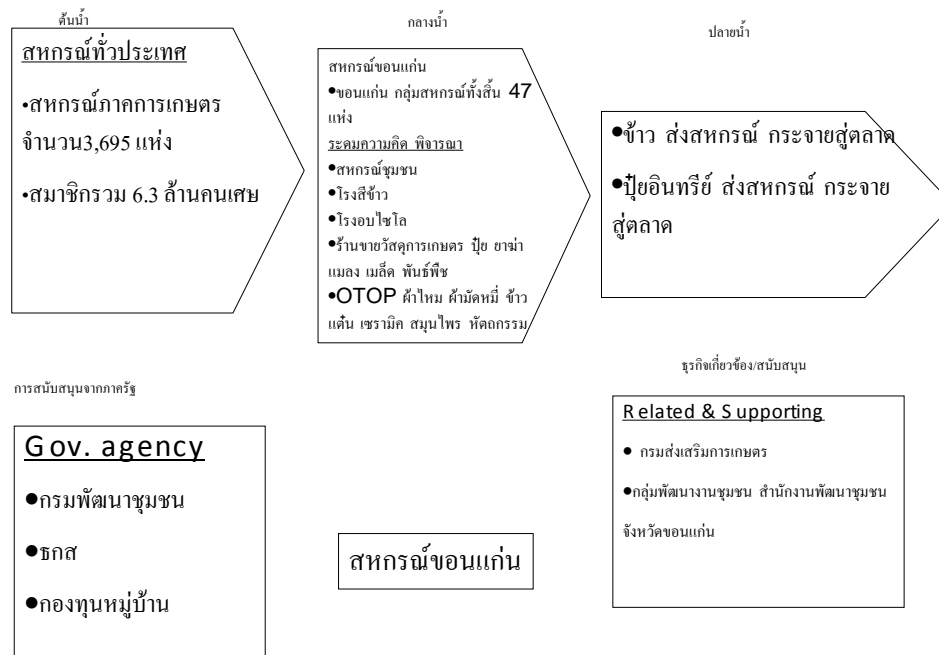 ต้นน้ำ
สหกรณ์ทั่วประเทศ
•สหกรณ์ภาคการเกษตร
จำนวน3,695 แห่ง
•สมาชิกรวม 6.3 ล้านคนเศษ
กลางน้ำ
สหกรณ์ขอนแก่น
●ขอนแก่น กลุ่มสหกรณ์ทั้งสิ้น 47
แห่ง
ระดมความคิด พิจารณา
●สหกรณ์ชุมชน
●โรงสีข้าว
●โรงอบไซโล
●ร้านขายวัสดุการเกษตร ปุ๋ย ยาฆ่า
แมลง เมล็ด พันธ์พืช
●OTOP ผ้าไหม ผ้ามัดหมี่ ข้าว
แต๋น เซรามิค สมุนไพร หัตถกรรม
ปลายน้ำ
●ข้าว ส่งสหกรณ์ กระจายสู่ตลาด
●ปุ๋ยอินทรีย์ ส่งสหกรณ์ กระจาย
สู่ตลาด
การสนับสนุนจากภาครัฐ
Gov. agency
●กรมพัฒนาชุมชน
●ธกส
●กองทุนหมู่บ้าน
สหกรณ์ขอนแก่น
ธุรกิจเกี่ยวข้อง/สนับสนุน
Related & Supporting
● กรมส่งเสริมการเกษตร
●กลุ่มพัฒนางานชุมชน สำนักงานพัฒนาชุมชน
จังหวัดขอนแก่น